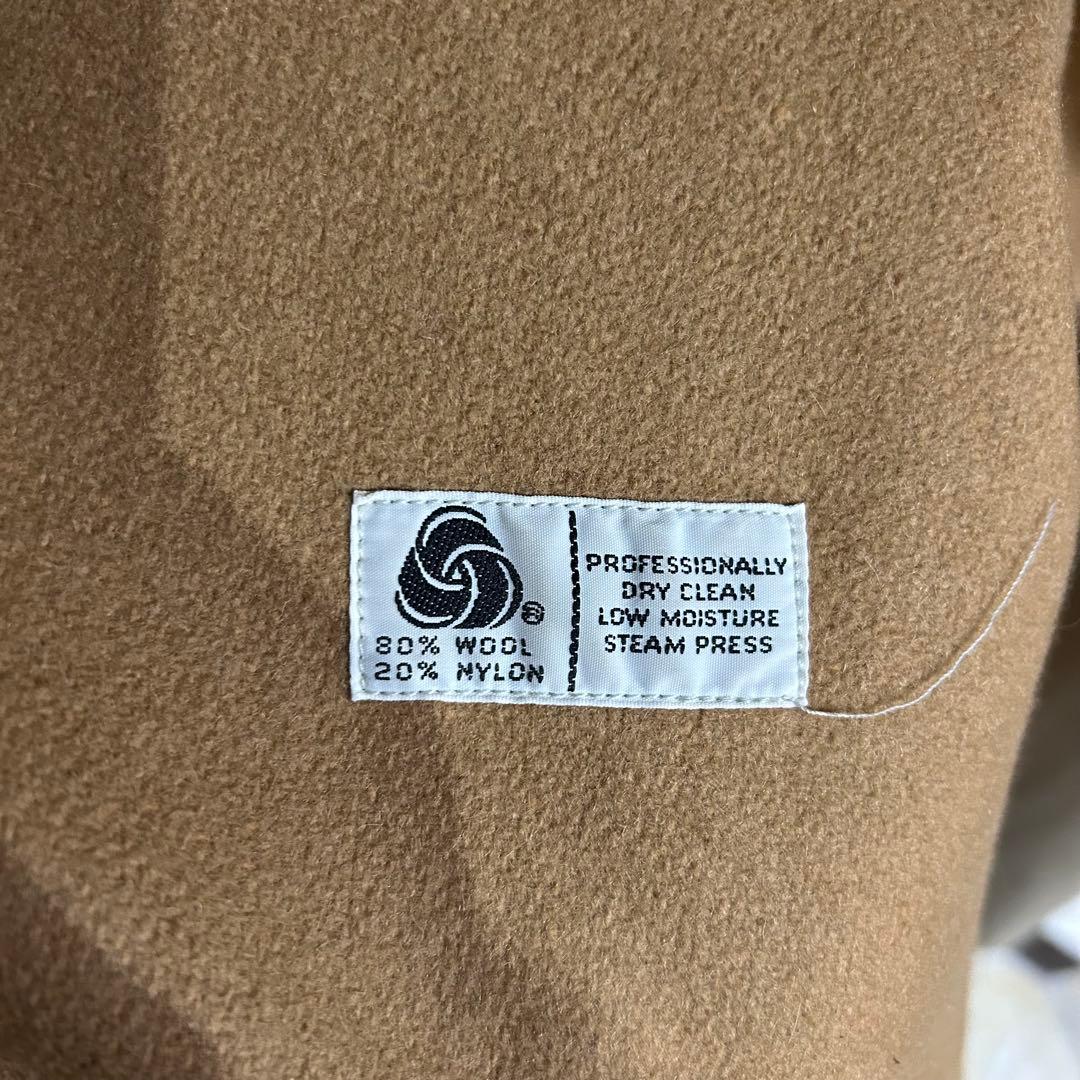 80% WOOL
20% NYLON
PROFESSIONALLY
DRY CLEAN
LOW MOISTURE
STEAM PRESS